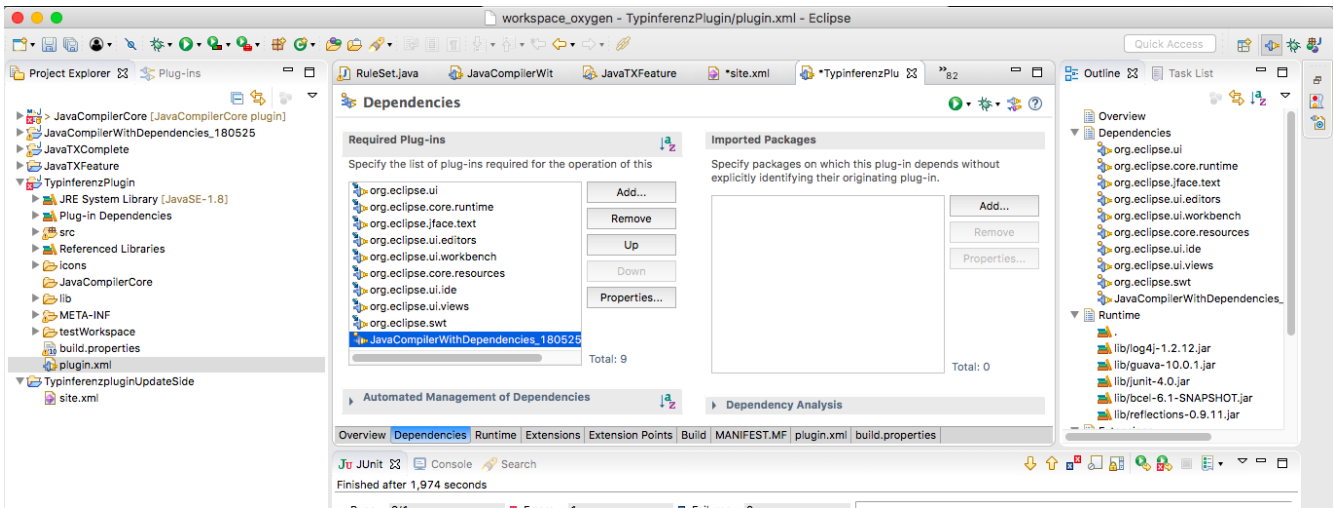 workspace_oxygen - TypinferenzPlugin/plugin.xml - Eclipse
Quick Access
Project Explorer
Plug-ins
> JavaCompilerCore [JavaCompilerCore plugin]
JavaCompilerWithDependencies_180525
JavaTXComplete
JavaTXFeature
TypinferenzPlugin
JRE System Library [JavaSE-1.8]
Plug-in Dependencies
src
Referenced Libraries
icons
JavaCompilerCore
lib
META-INF
testWorkspace
build.properties
plugin.xml
TypinferenzpluginUpdateSide
site.xml
RuleSet.java
JavaCompilerWit
JavaTXFeature
*site.xml
*TypinferenzPlu
»82
Dependencies
Required Plug-ins
Specify the list of plug-ins required for the operation of this
org.eclipse.ui
org.eclipse.core.runtime
org.eclipse.jface.text
org.eclipse.ui.editors
org.eclipse.ui.workbench
org.eclipse.core.resources
org.eclipse.ui.ide
org.eclipse.ui.views
org.eclipse.swt
JavaCompilerWithDependencies_180525
Add...
Remove
Up
Down
Properties...
Total: 9
Automated Management of Dependencies
Imported Packages
Specify packages on which this plug-in depends without
explicitly identifying their originating plug-in.
Add...
Remove
Properties...
Total: 0
Dependency Analysis
Overview Dependencies Runtime Extensions Extension Points Build MANIFEST.MF plugin.xml build.properties
Outline
Task List
Overview
Dependencies
org.eclipse.ui
org.eclipse.core.runtime
org.eclipse.jface.text
org.eclipse.ui.editors
org.eclipse.ui.workbench
org.eclipse.core.resources
org.eclipse.ui.ide
org.eclipse.ui.views
org.eclipse.swt
JavaCompilerWithDependencies_
Runtime
.
lib/log4j-1.2.12.jar
lib/guava-10.0.1.jar
lib/junit-4.0.jar
lib/bcel-6.1-SNAPSHOT.jar
lib/reflections-0.9.11.jar
JUnit
Console
Search
Finished after 1,974 seconds